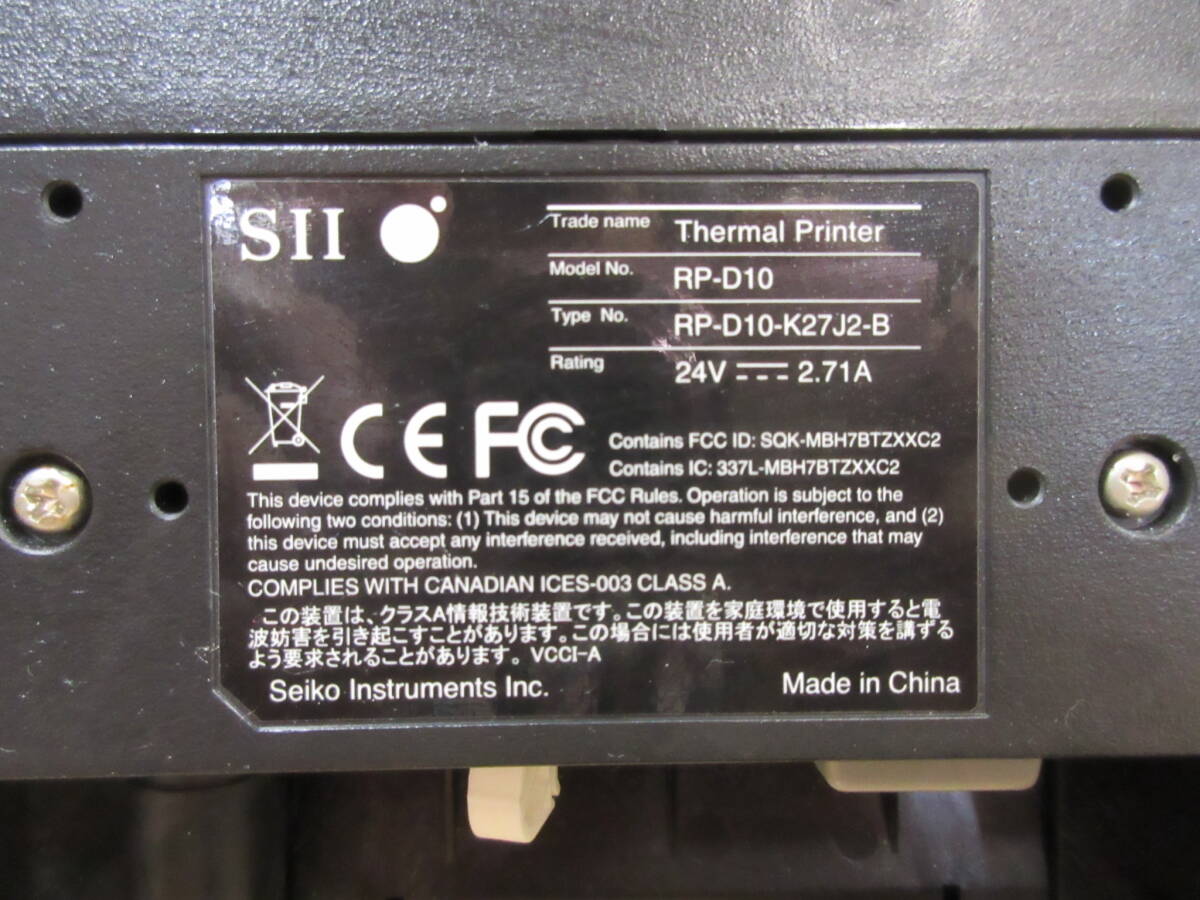 SII
Trade name Thermal Printer
Model No. RP-D10
Type No. RP-D10-K27J2-B
Rating 24V 2.71A
CE FC
Contains FCC ID: SQK-MBH7BTZXXC2
Contains IC: 337L-MBH7BTZXXC2
This device complies with Part 15 of the FCC Rules. Operation is subject to the
following two conditions: (1) This device may not cause harmful interference, and (2)
this device must accept any interference received, including interference that may
cause undesired operation.
COMPLIES WITH CANADIAN ICES-003 CLASS A.
この装置は、クラスA情報技術装置です。この装置を家庭環境で使用すると電
波妨害を引き起こすことがあります。この場合には使用者が適切な対策を講ずる
よう要求されることがあります。VCCI-A
Seiko Instruments Inc. Made in China